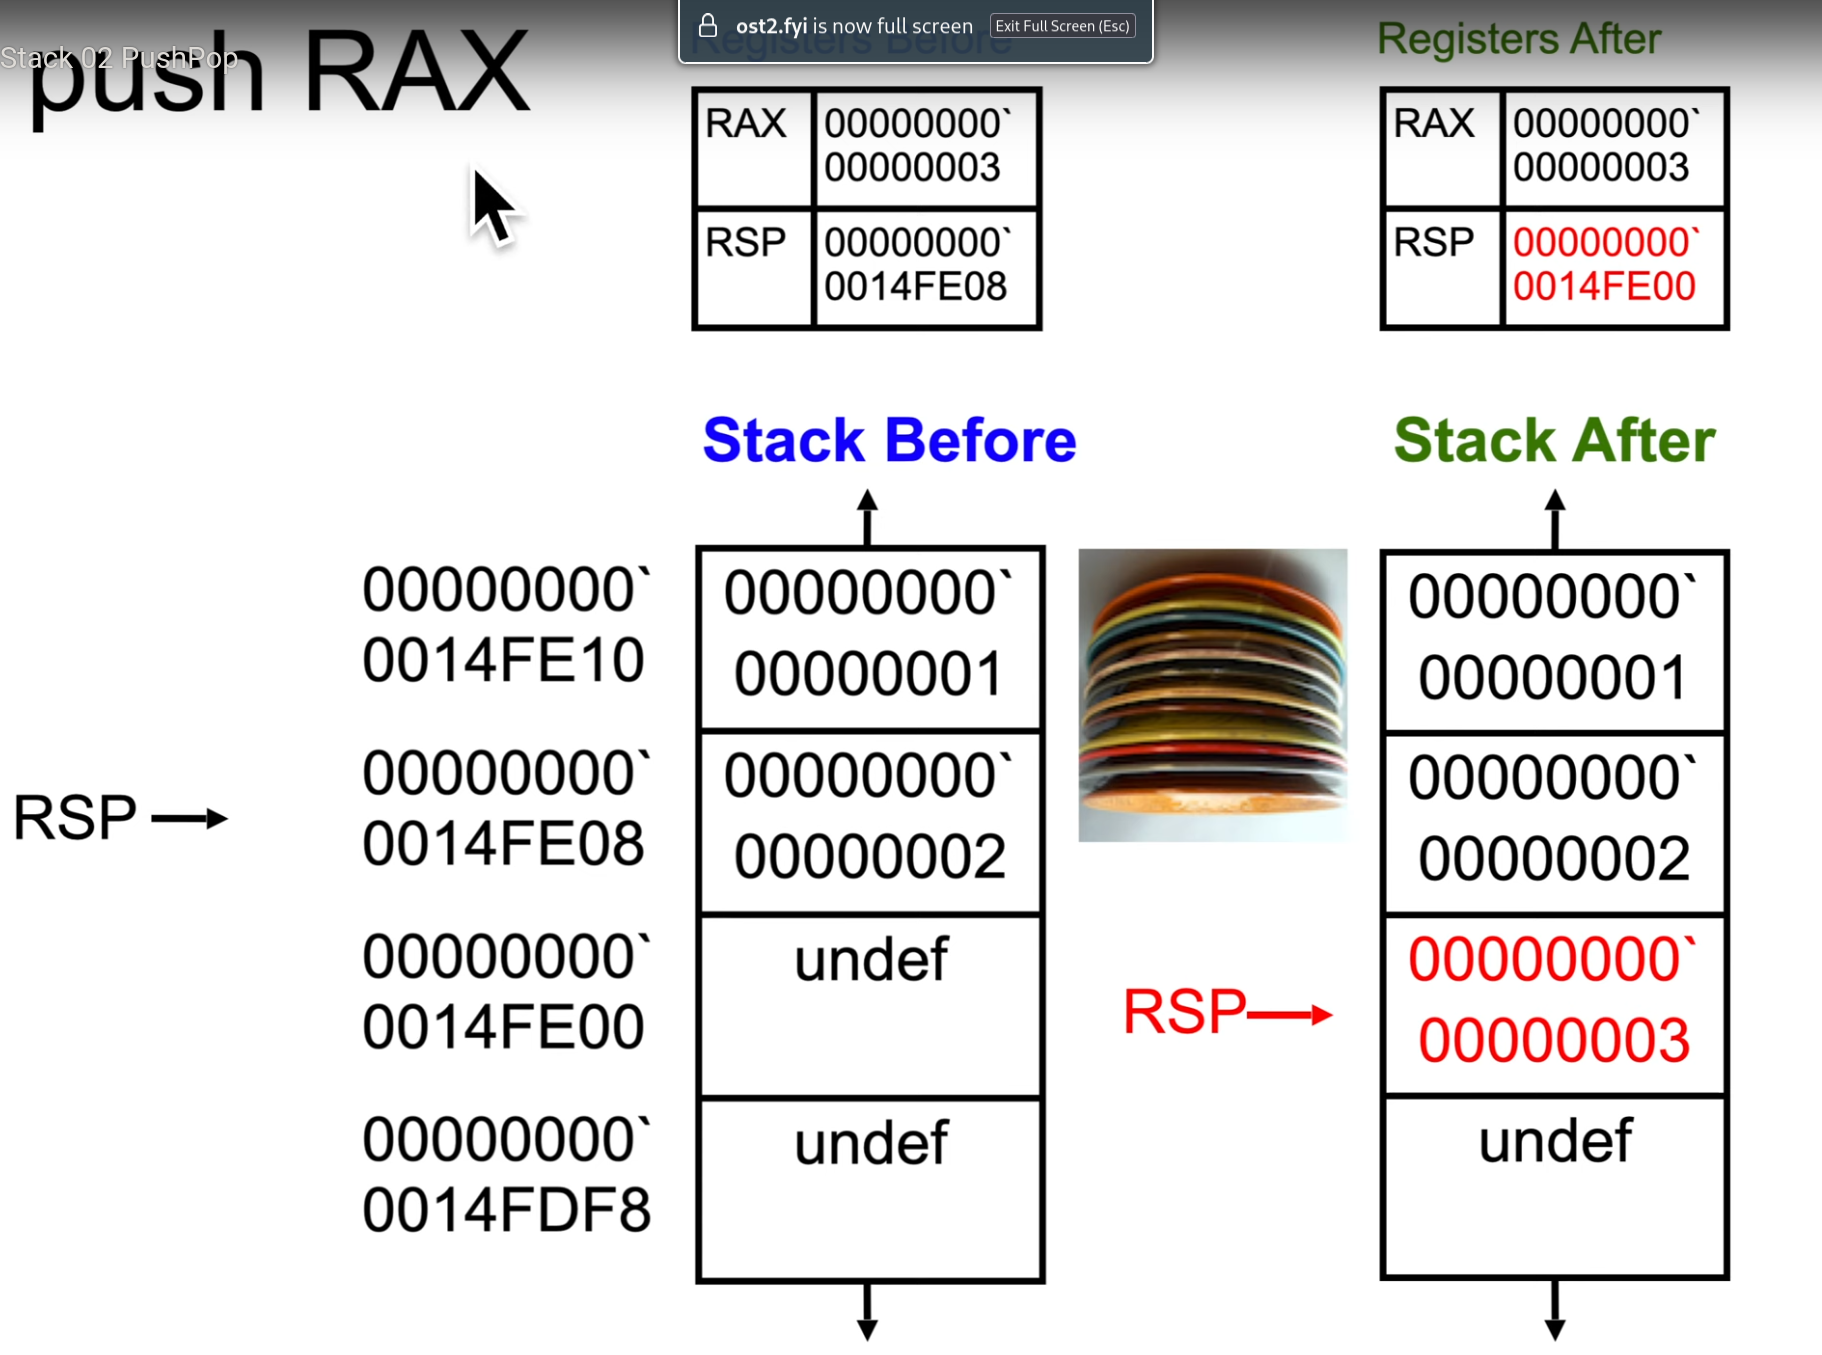 ost2.fyi is now full screen Exit Full Screen (Esc)
Stack 02 PushPop
push RAX
Registers Before
RAX 00000000`
00000003
RSP 00000000`
0014FE08
Registers After
RAX 00000000`
00000003
RSP 00000000`
0014FE00
Stack Before
Stack After
00000000`
0014FE10
00000000`
00000001
00000000`
00000001
RSP
00000000`
0014FE08
00000000`
00000002
00000000`
00000002
00000000`
0014FE00
undef
RSP
00000000`
00000003
00000000`
0014FDF8
undef
undef